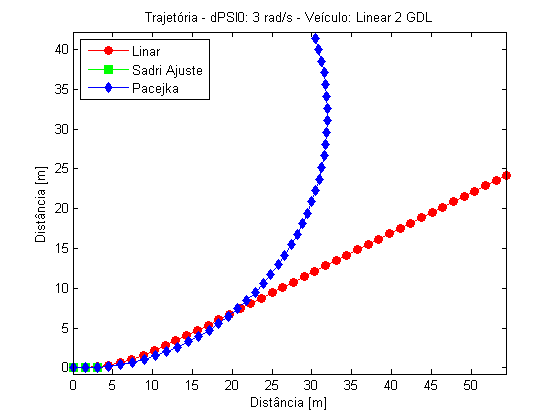 Trajetória - dPSI0: 3 rad/s - Veículo: Linear 2 GDL
Linar
Sadri Ajuste
Pacejka
40
35
30
25
20
15
10
5
0
Distância [m]
0 5 10 15 20 25 30 35 40 45 50
Distância [m]